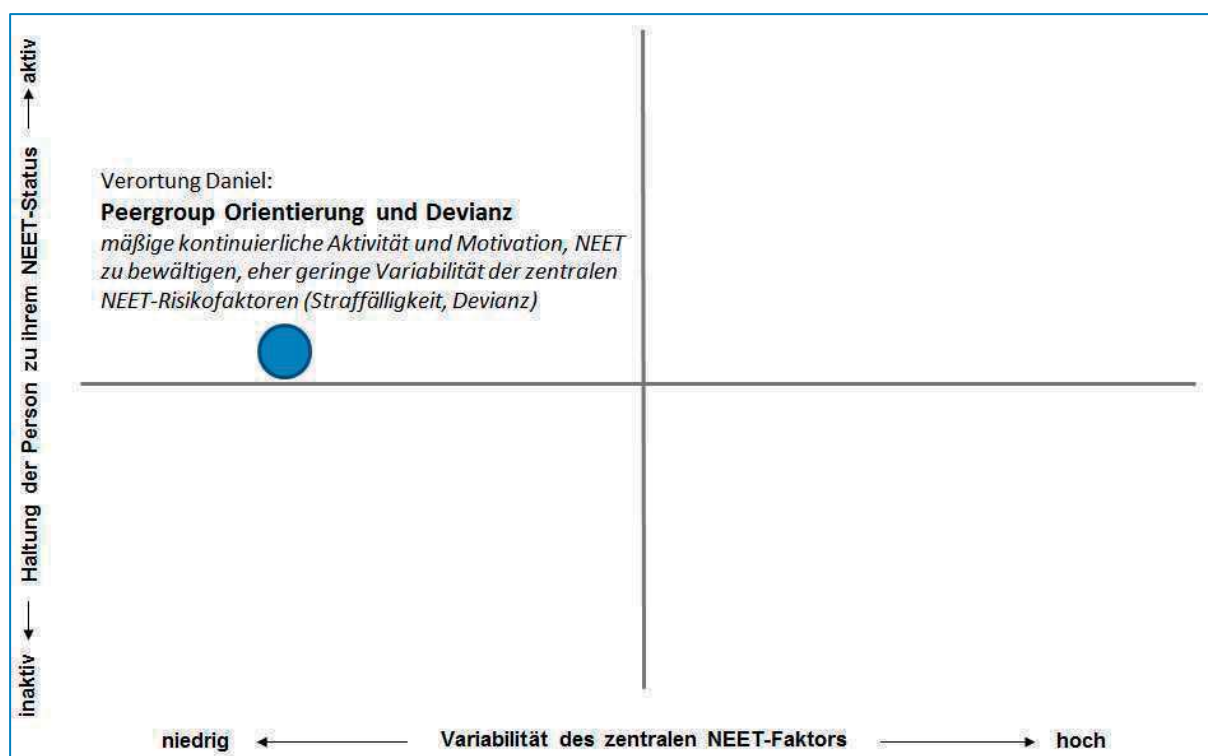 inaktiv ← Haltung der Person zu ihrem NEET-Status → aktiv
Verortung Daniel:
Peergroup Orientierung und Devianz
mäßige kontinuierliche Aktivität und Motivation, NEET
zu bewältigen, eher geringe Variabilität der zentralen
NEET-Risikofaktoren (Straffälligkeit, Devianz)
niedrig ← Variabilität des zentralen NEET-Faktors → hoch